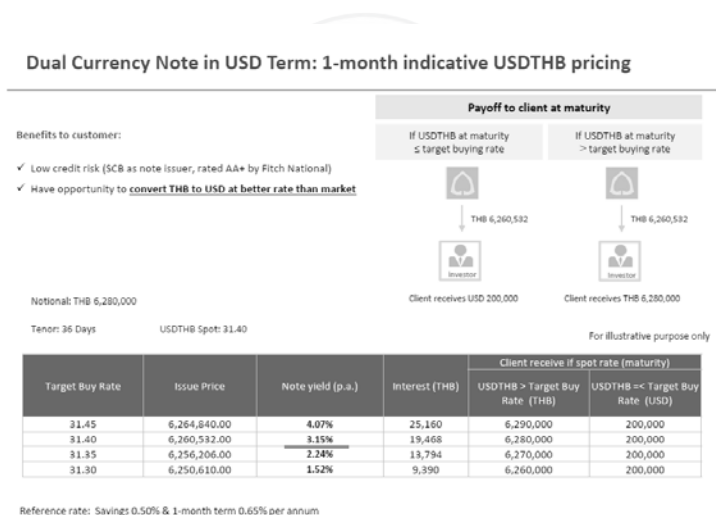 Dual Currency Note in USD Term: 1-month indicative USDTHB pricing
Payoff to client at maturity
Benefits to customer:
If USDTHB at maturity
≤ target buying rate
If USDTHB at maturity
> target buying rate
✓ Low credit risk (SCB as note issuer, rated AA+ by Fitch National)
✓ Have opportunity to convert THB to USD at better rate than market
THB 6,260,532
THB 6,260,532
Investor
Investor
Notional: THB 6,280,000
Client receives USD 200,000
Client receives THB 6,280,000
Tenor: 36 Days
USDTHB Spot: 31.40
For illustrative purpose only
Client receive if spot rate (maturity)
Target Buy Rate Issue Price Note yield (p.a.) Interest (THB) USDTHB > Target Buy Rate (THB) USDTHB =< Target Buy Rate (USD)
31.45 6,264,840.00 4.07% 25,160 6,290,000 200,000
31.40 6,260,532.00 3.15% 19,468 6,280,000 200,000
31.35 6,256,206.00 2.24% 13,794 6,270,000 200,000
31.30 6,250,610.00 1.52% 9,390 6,260,000 200,000
Reference rate: Savings 0.50% & 1-month term 0.65% per annum